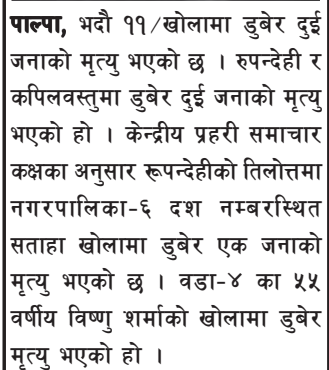 पाल्पा, भदौ ११/खोलामा डुबेर दुई
जनाको मृत्यु भएको छ । रुपन्देही र
कपिलवस्तुमा डुबेर दुई जनाको मृत्यु
भएको हो । केन्द्रीय प्रहरी समाचार
कक्षका अनुसार रूपन्देहीको तिलोत्तमा
नगरपालिका-६ दश नम्बरस्थित
सताहा खोलामा डुबेर एक जनाको
मृत्यु भएको छ । वडा-४ का ५५
वर्षीय विष्णु शर्माको खोलामा डुबेर
मृत्यु भएको हो ।